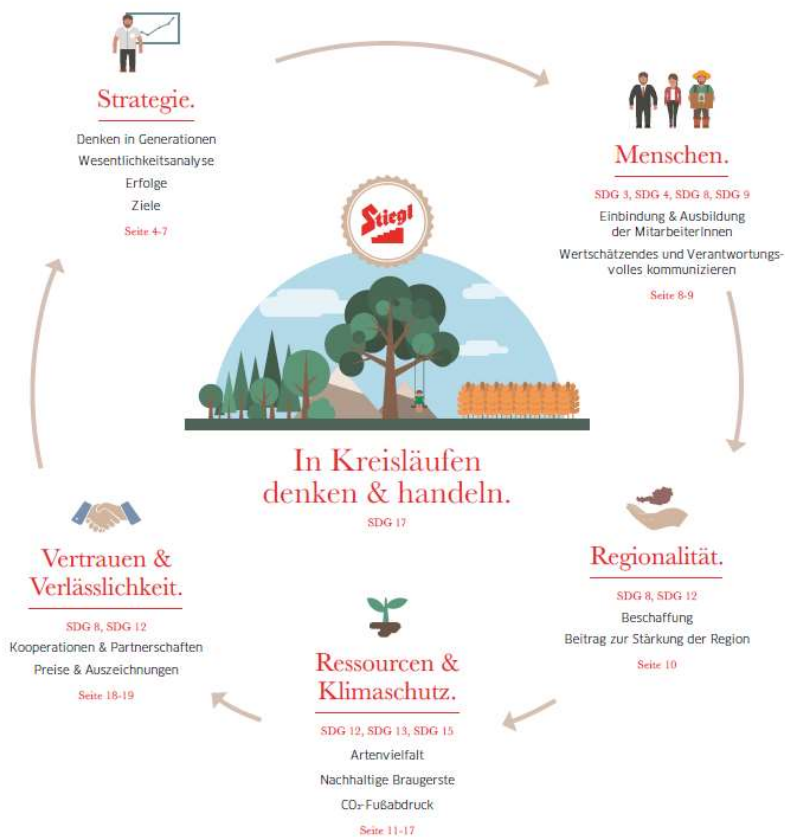 Strategie.
Denken in Generationen
Wesentlichkeitsanalyse
Erfolge
Ziele
Seite 4-7
Menschen.
SDG 3, SDG 4, SDG 8, SDG 9
Einbindung & Ausbildung
der MitarbeiterInnen
Wertschätzendes und Verantwortungs-
volles kommunizieren
Seite 8-9
Stiegl
In Kreisläufen
denken & handeln.
SDG 17
Regionalität.
SDG 8, SDG 12
Beschaffung
Beitrag zur Stärkung der Region
Seite 10
Ressourcen &
Klimaschutz.
SDG 12, SDG 13, SDG 15
Artenvielfalt
Nachhaltige Braugerste
CO₂-Fußabdruck
Seite 11-17
Vertrauen &
Verlässlichkeit.
SDG 8, SDG 12
Kooperationen & Partnerschaften
Preise & Auszeichnungen
Seite 18-19